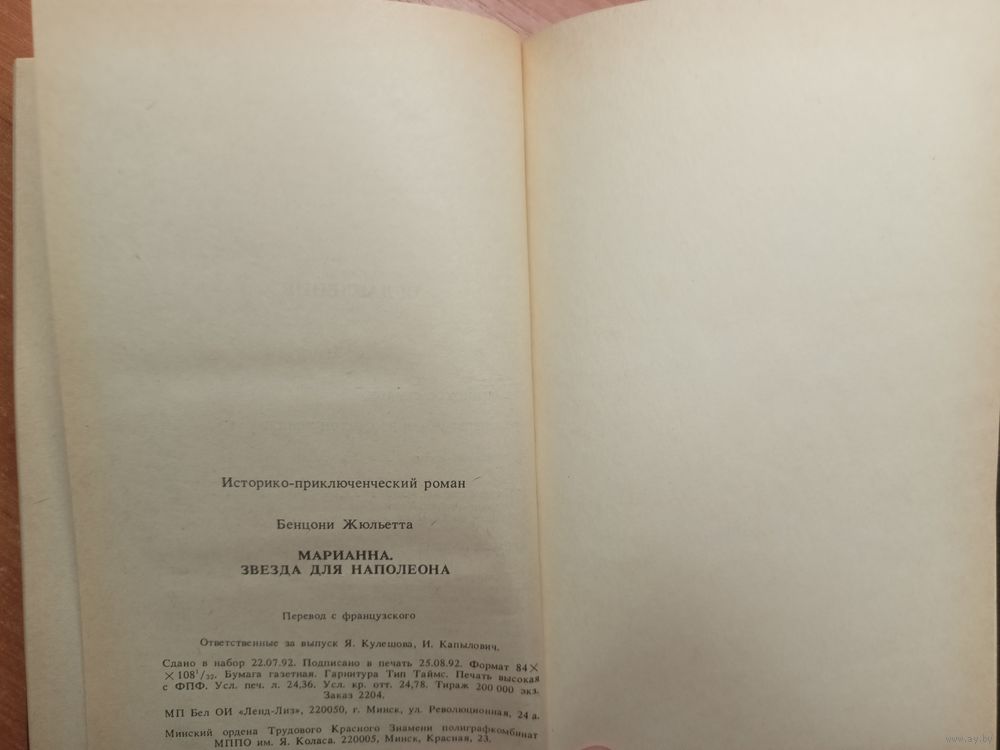 Историко-приключенческий роман
Бенцони Жюльетта
МАРИАННА.
ЗВЕЗДА ДЛЯ НАПОЛЕОНА
Перевод с французского
Ответственные за выпуск Я. Кулешова, И. Капылович.
Сдано в набор 22.07.92. Подписано в печать 25.08.92. Формат 84×
×108¹/₃₂. Бумага газетная. Гарнитура Тип Таймс. Печать высокая
с ФПФ. Усл. печ. л. 24,36. Усл. кр. отт. 24,78. Тираж 200 000 экз.
Заказ 2204.
МП Бел ОИ «Ленд-Лиз», 220050, г. Минск, ул. Революционная, 24 а.
Минский ордена Трудового Красного Знамени полиграфкомбинат
МППО им. Я. Коласа. 220005, Минск, Красная, 23.
www.ay.by